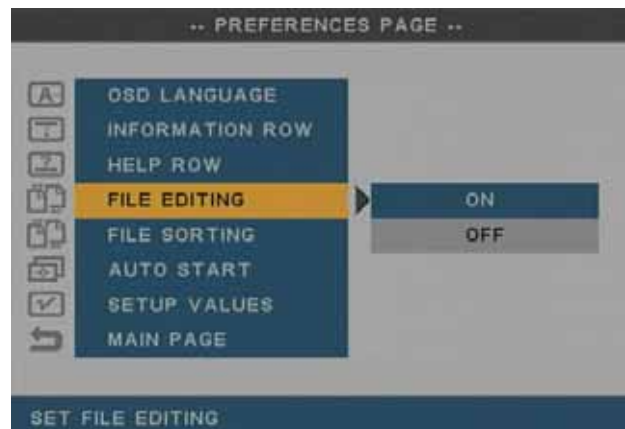 -- PREFERENCES PAGE --
OSD LANGUAGE
INFORMATION ROW
HELP ROW
FILE EDITING
ON
FILE SORTING
OFF
AUTO START
SETUP VALUES
MAIN PAGE
SET FILE EDITING